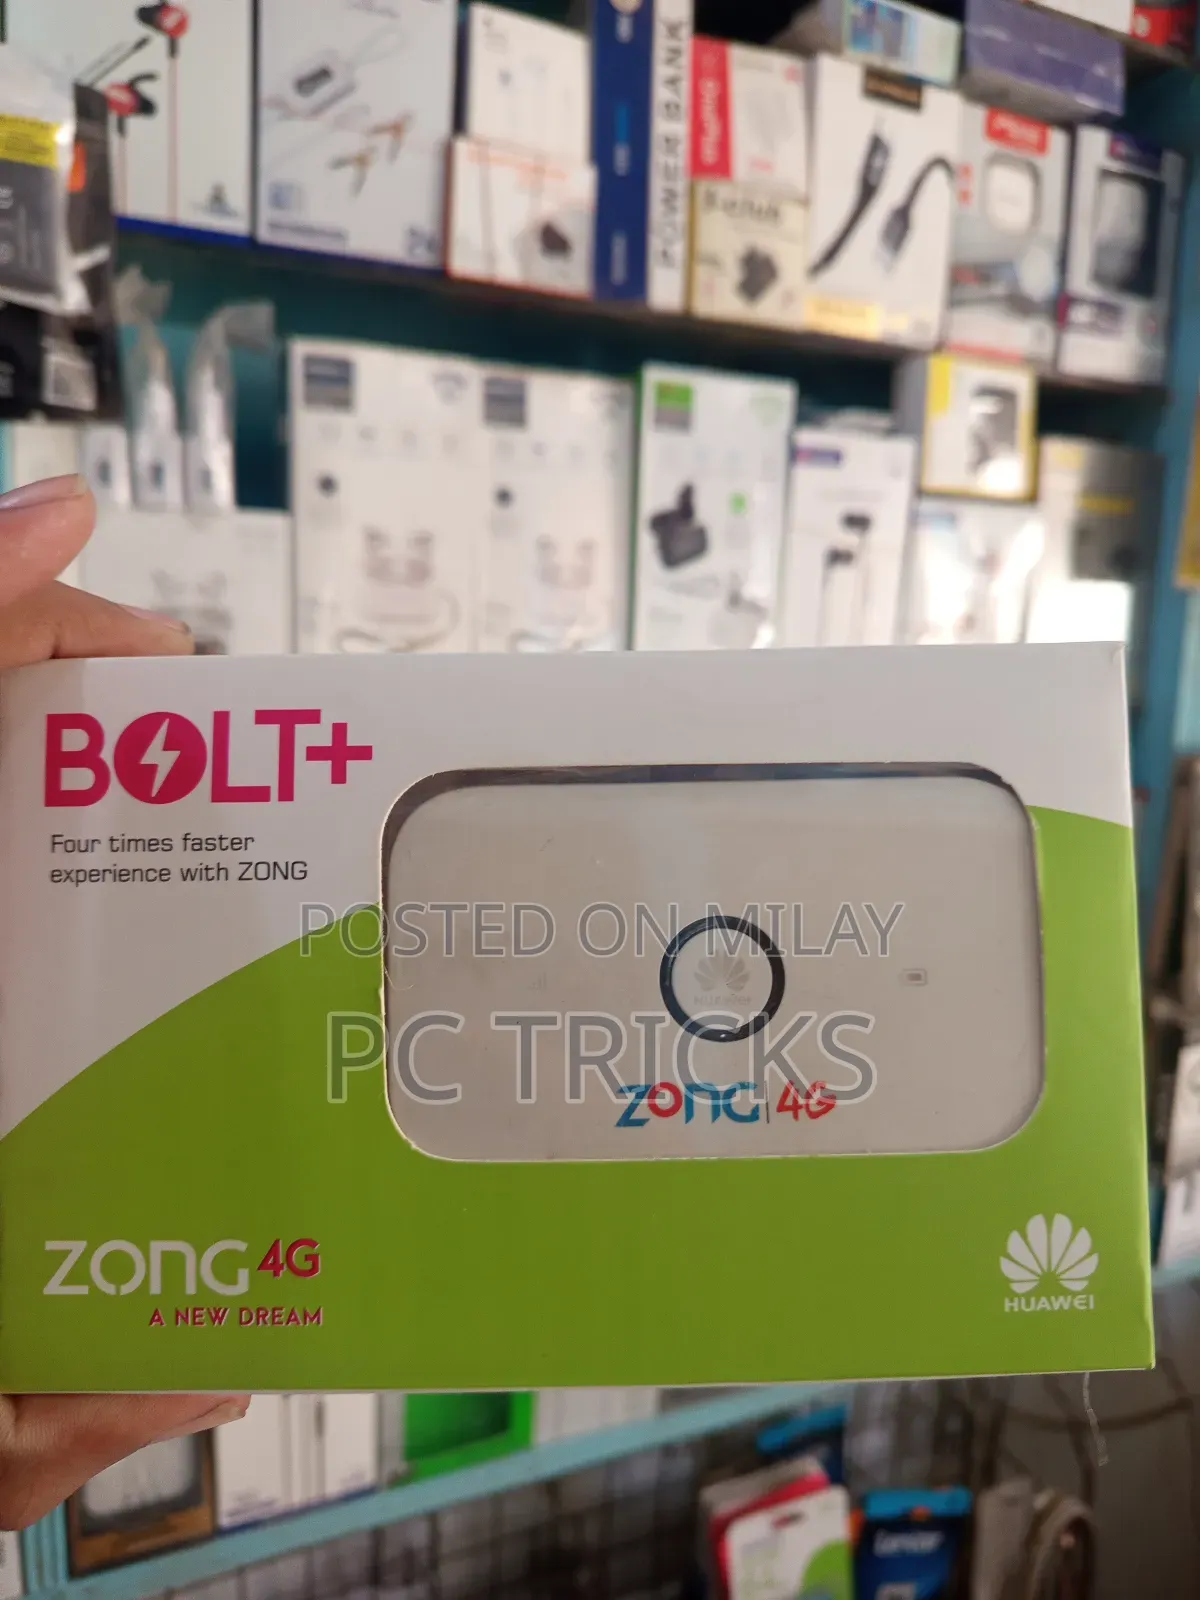 POWER BANK
BOLT+
Four times faster
experience with ZONG
POSTED ON MILAY
PC TRICKS
HUAWEI
ZONG 4G
ZONG 4G
A NEW DREAM
HUAWEI